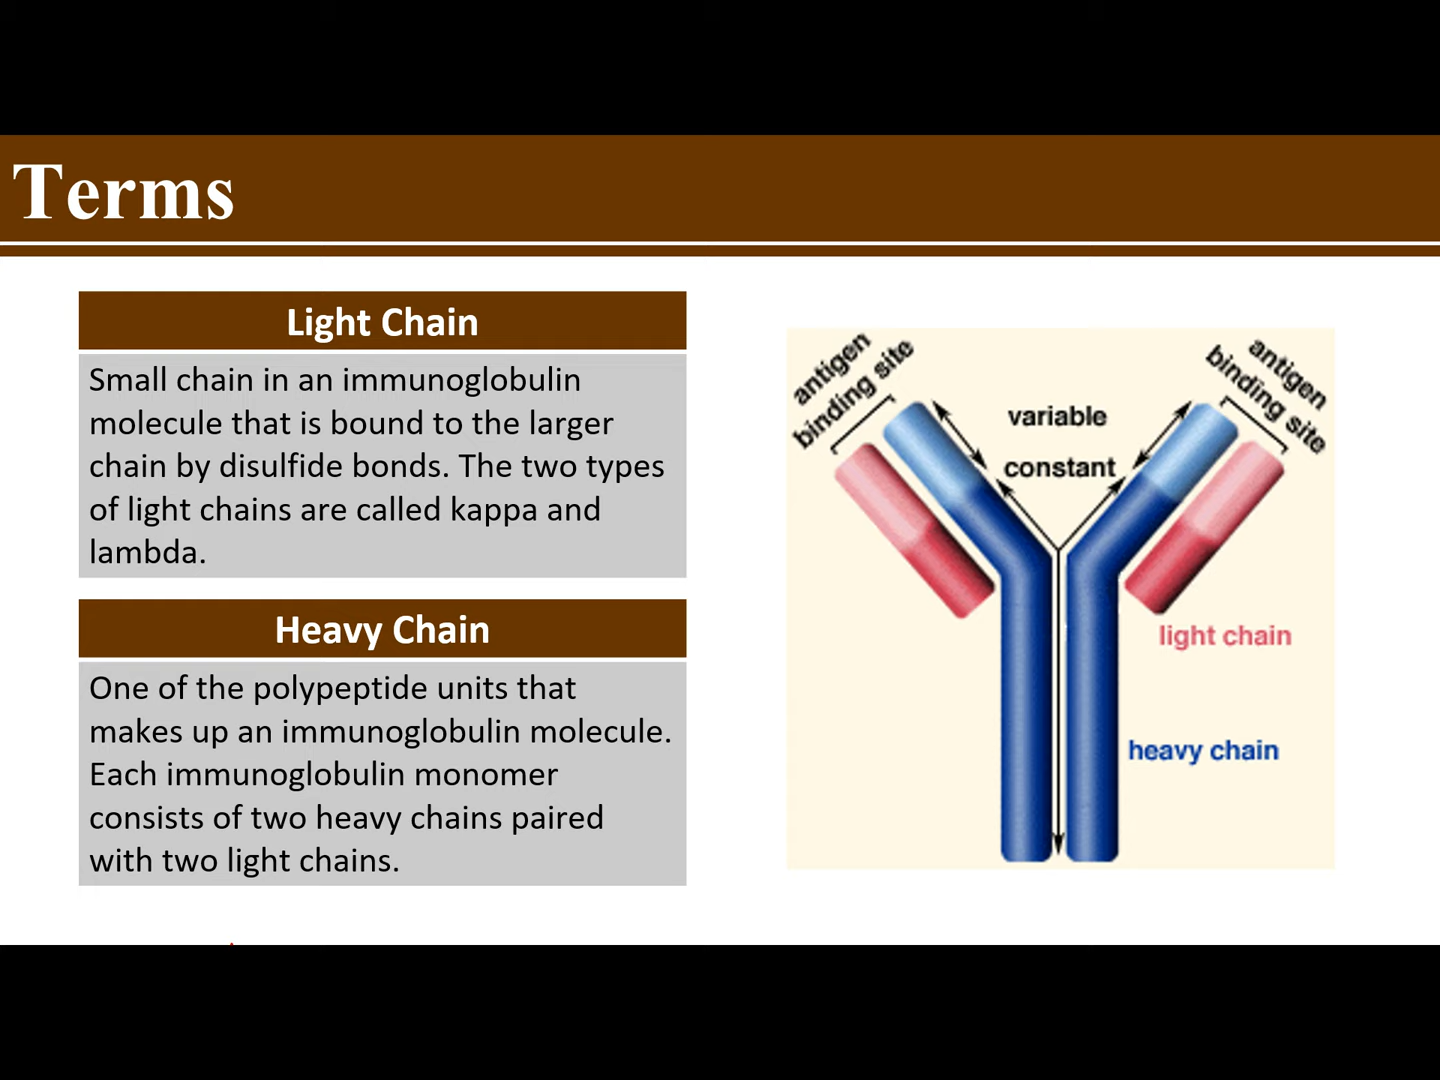 Terms
Light Chain
Small chain in an immunoglobulin
molecule that is bound to the larger
chain by disulfide bonds. The two types
of light chains are called kappa and
lambda.
Heavy Chain
One of the polypeptide units that
makes up an immunoglobulin molecule.
Each immunoglobulin monomer
consists of two heavy chains paired
with two light chains.
antigen
binding site
antigen
binding site
variable
constant
light chain
heavy chain